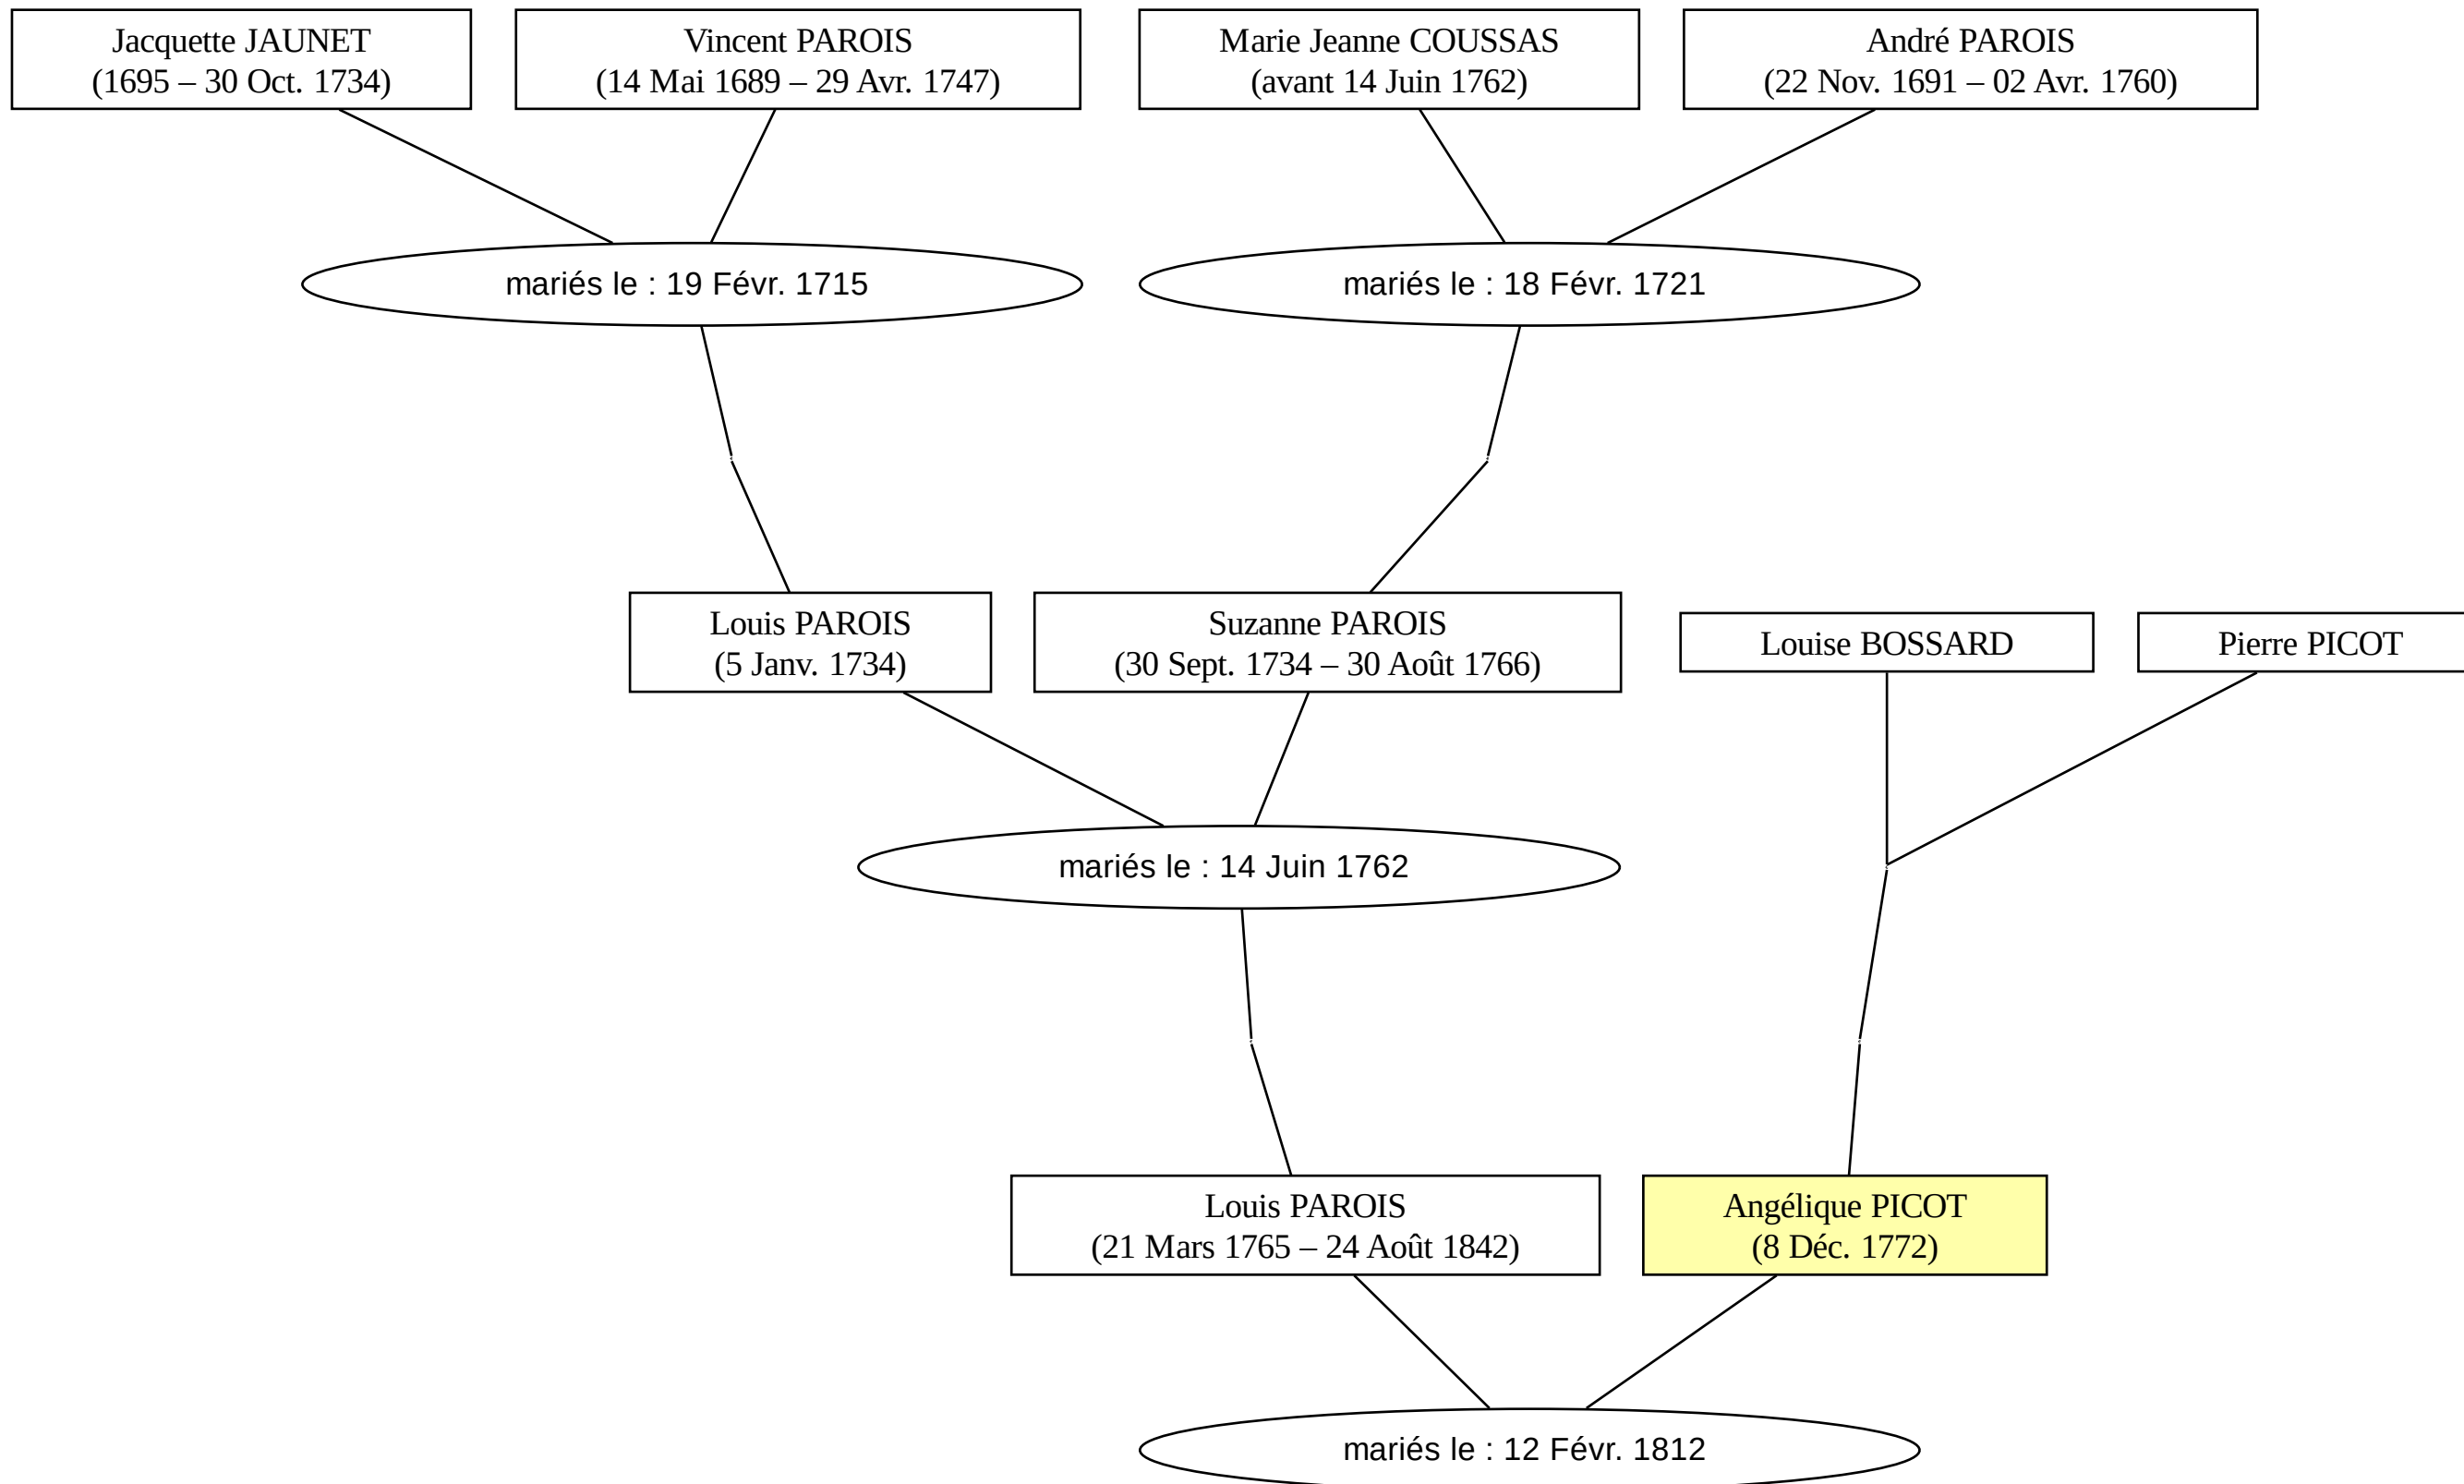 Jacquette JAUNET
(1695 – 30 Oct. 1734)
Vincent PAROIS
(14 Mai 1689 – 29 Avr. 1747)
Marie Jeanne COUSSAS
(avant 14 Juin 1762)
André PAROIS
(22 Nov. 1691 – 02 Avr. 1760)
mariés le : 19 Févr. 1715
mariés le : 18 Févr. 1721
Louis PAROIS
(5 Janv. 1734)
Suzanne PAROIS
(30 Sept. 1734 – 30 Août 1766)
Louise BOSSARD
Pierre PICOT
mariés le : 14 Juin 1762
Louis PAROIS
(21 Mars 1765 – 24 Août 1842)
Angélique PICOT
(8 Déc. 1772)
mariés le : 12 Févr. 1812